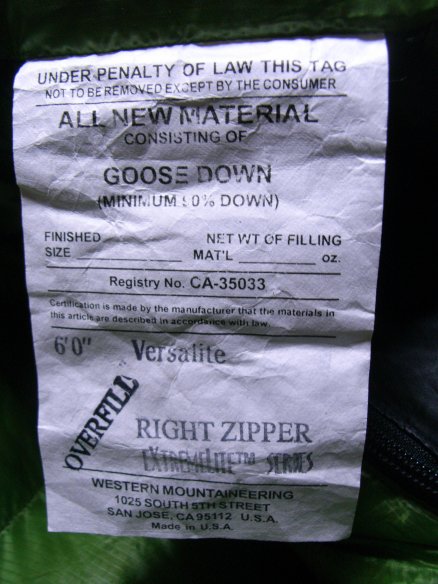 UNDER PENALTY OF LAW THIS TAG
NOT TO BE REMOVED EXCEPT BY THE CONSUMER
ALL NEW MATERIAL
CONSISTING OF
GOOSE DOWN
(MINIMUM 90% DOWN)
FINISHED NET WT OF FILLING
SIZE __________ MAT'L __________ oz.
Registry No. CA-35033
Certification is made by the manufacturer that the materials in
this article are described in accordance with law.
6'0" Versalite
OVERFILL
RIGHT ZIPPER
EXTREMELITE™ SERIES
WESTERN MOUNTAINEERING
1025 SOUTH 5TH STREET
SAN JOSE, CA 95112 U.S.A.
Made in U.S.A.